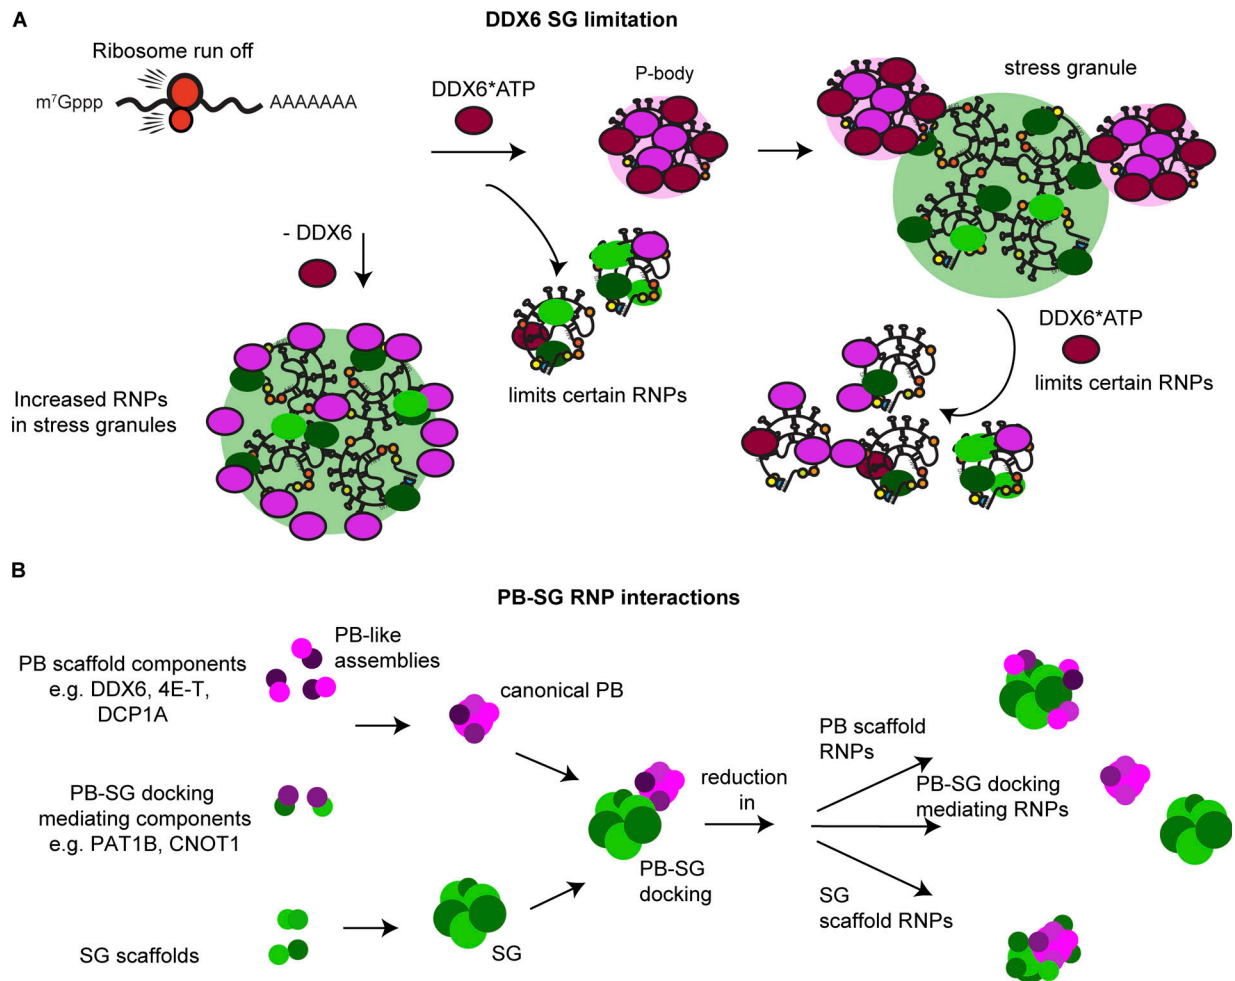 A
DDX6 SG limitation
Ribosome run off
m⁷Gppp
AAAAAAA
DDX6*ATP
P-body
stress granule
- DDX6
DDX6*ATP
limits certain RNPs
limits certain RNPs
Increased RNPs
in stress granules
B
PB-SG RNP interactions
PB scaffold components
e.g. DDX6, 4E-T,
DCP1A
PB-like
assemblies
canonical PB
PB-SG docking
mediating components
e.g. PAT1B, CNOT1
SG scaffolds
SG
PB-SG
docking
reduction
in
PB scaffold
RNPs
PB-SG docking
mediating RNPs
SG
scaffold RNPs